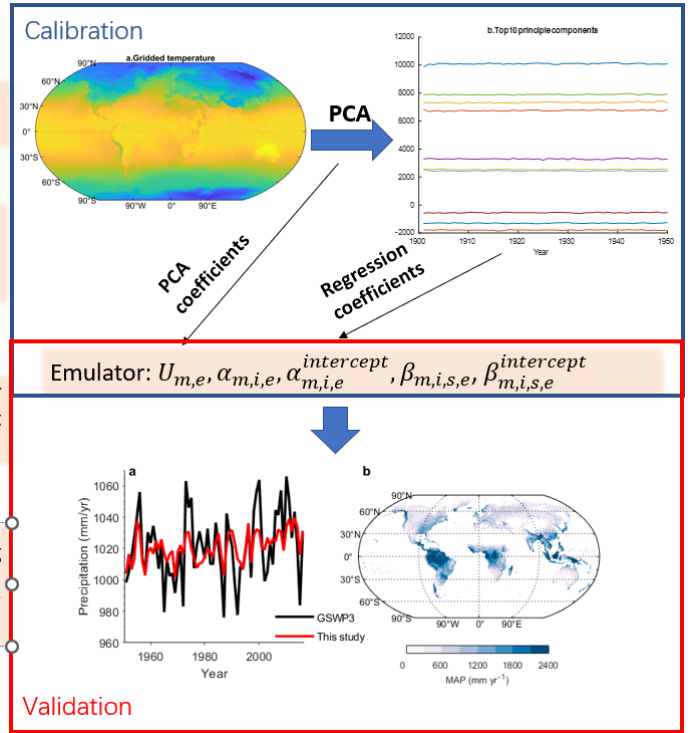 Calibration
a.Gridded temperature
90°N
60°N
30°N
0°
30°S
60°S
90°S
90°W 0° 90°E
PCA
b.Top10 principle components
12000
10000
8000
6000
4000
2000
0
-2000
1900 1910 1920 1930 1940 1950
Year
PCA
coefficients
Regression
coefficients
Emulator: U_{m,e}, α_{m,i,e}, α_{m,i,e}^{intercept}, β_{m,i,s,e}, β_{m,i,s,e}^{intercept}
a
1060
1040
1020
1000
980
960
Precipitation (mm/yr)
1960 1980 2000
Year
GSWP3
This study
b
90°N
60°N
30°N
0°
30°S
60°S
90°S
90°W 0° 90°E
0 600 1200 1800 2400
MAP (mm yr⁻¹)
Validation